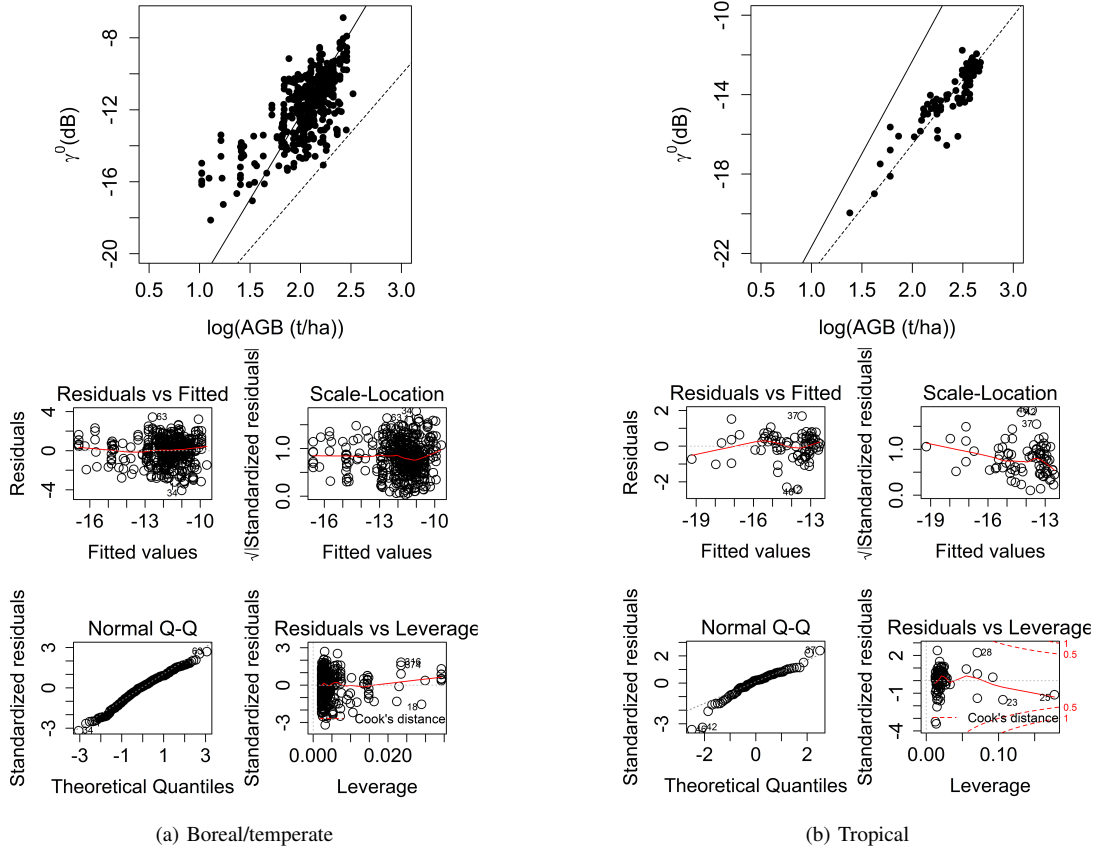 -8
-12
-16
-20
γ⁰(dB)
0.5 1.0 1.5 2.0 2.5 3.0
log(AGB (t/ha))
-10
-14
-18
-22
γ⁰(dB)
0.5 1.0 1.5 2.0 2.5 3.0
log(AGB (t/ha))
Residuals vs Fitted
4
0
-4
Residuals
63
34
-16 -13 -10
Fitted values
Scale-Location
√|Standardized residuals|
1.0
0.0
34
63
-16 -13 -10
Fitted values
Residuals vs Fitted
2
0
-2
Residuals
37
-19 -16 -13
Fitted values
Scale-Location
√|Standardized residuals|
1.0
0.0
37
-19 -16 -13
Fitted values
Normal Q-Q
Standardized residuals
3
0
-3
63
34
-3 -1 1 3
Theoretical Quantiles
Residuals vs Leverage
Standardized residuals
3
0
-3
18
Cook's distance
0.000 0.020
Leverage
Normal Q-Q
Standardized residuals
2
0
-3
37
42
-2 0 2
Theoretical Quantiles
Residuals vs Leverage
Standardized residuals
2
-1
-4
1
0.5
28
25
23
0.5
1
Cook's distance
0.00 0.10
Leverage
(a) Boreal/temperate
(b) Tropical